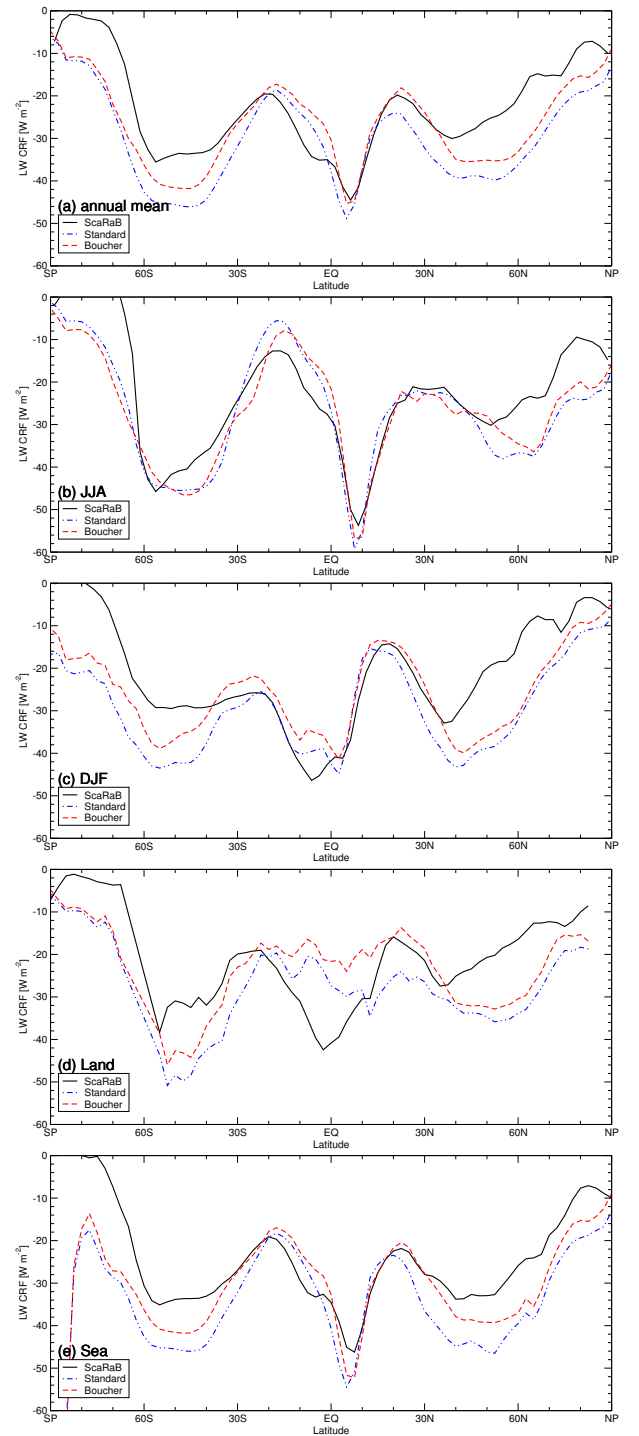 0
-10
-20
-30
-40
-50
-60
LW CRF [W m-2]
(a) annual mean
ScaRaB
Standard
Boucher
SP 60S 30S EQ 30N 60N NP
Latitude
0
-10
-20
-30
-40
-50
-60
LW CRF [W m-2]
(b) JJA
ScaRaB
Standard
Boucher
SP 60S 30S EQ 30N 60N NP
Latitude
0
-10
-20
-30
-40
-50
-60
LW CRF [W m-2]
(c) DJF
ScaRaB
Standard
Boucher
SP 60S 30S EQ 30N 60N NP
Latitude
0
-10
-20
-30
-40
-50
-60
LW CRF [W m-2]
(d) Land
ScaRaB
Standard
Boucher
SP 60S 30S EQ 30N 60N NP
Latitude
0
-10
-20
-30
-40
-50
-60
LW CRF [W m-2]
(e) Sea
ScaRaB
Standard
Boucher
SP 60S 30S EQ 30N 60N NP
Latitude